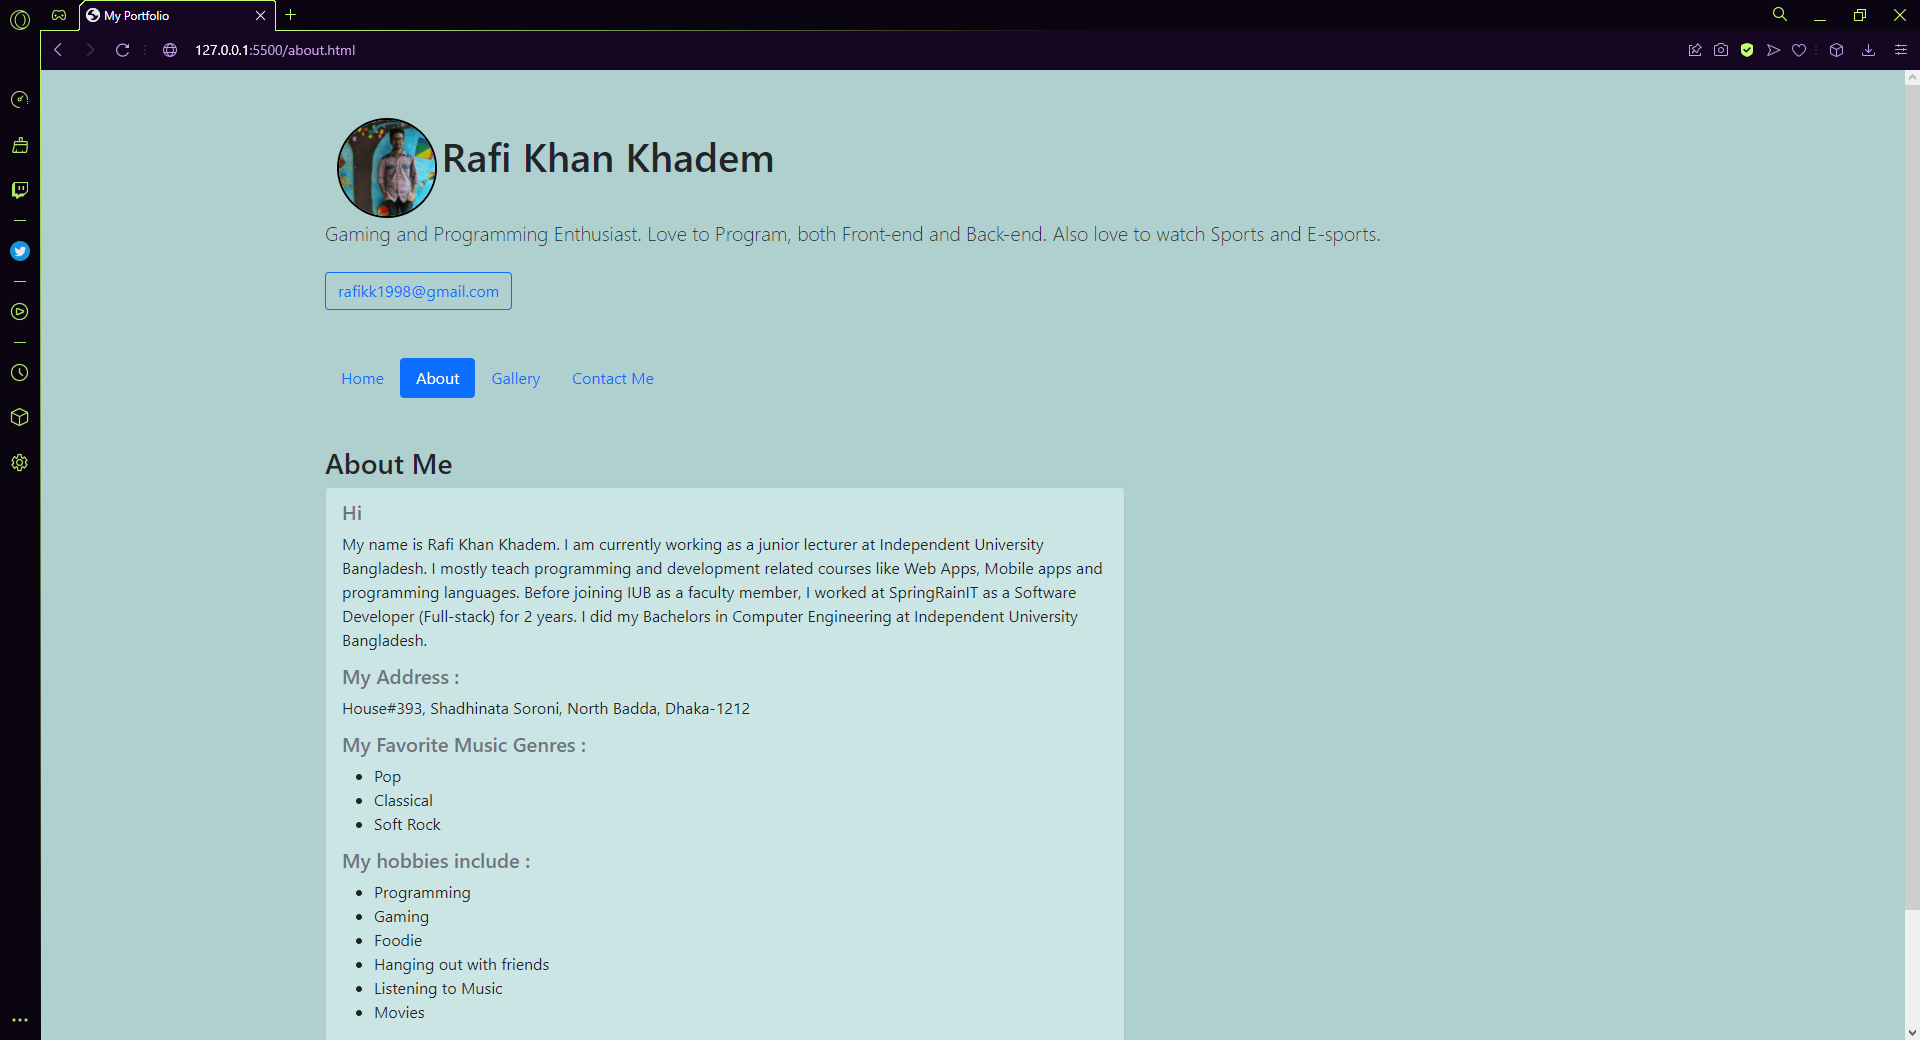 My Portfolio
127.0.0.1:5500/about.html
Rafi Khan Khadem
Gaming and Programming Enthusiast. Love to Program, both Front-end and Back-end. Also love to watch Sports and E-sports.
rafikk1998@gmail.com
Home About Gallery Contact Me
About Me
Hi
My name is Rafi Khan Khadem. I am currently working as a junior lecturer at Independent University
Bangladesh. I mostly teach programming and development related courses like Web Apps, Mobile apps and
programming languages. Before joining IUB as a faculty member, I worked at SpringRainIT as a Software
Developer (Full-stack) for 2 years. I did my Bachelors in Computer Engineering at Independent University
Bangladesh.
My Address :
House#393, Shadhinata Soroni, North Badda, Dhaka-1212
My Favorite Music Genres :
• Pop
• Classical
• Soft Rock
My hobbies include :
• Programming
• Gaming
• Foodie
• Hanging out with friends
• Listening to Music
• Movies